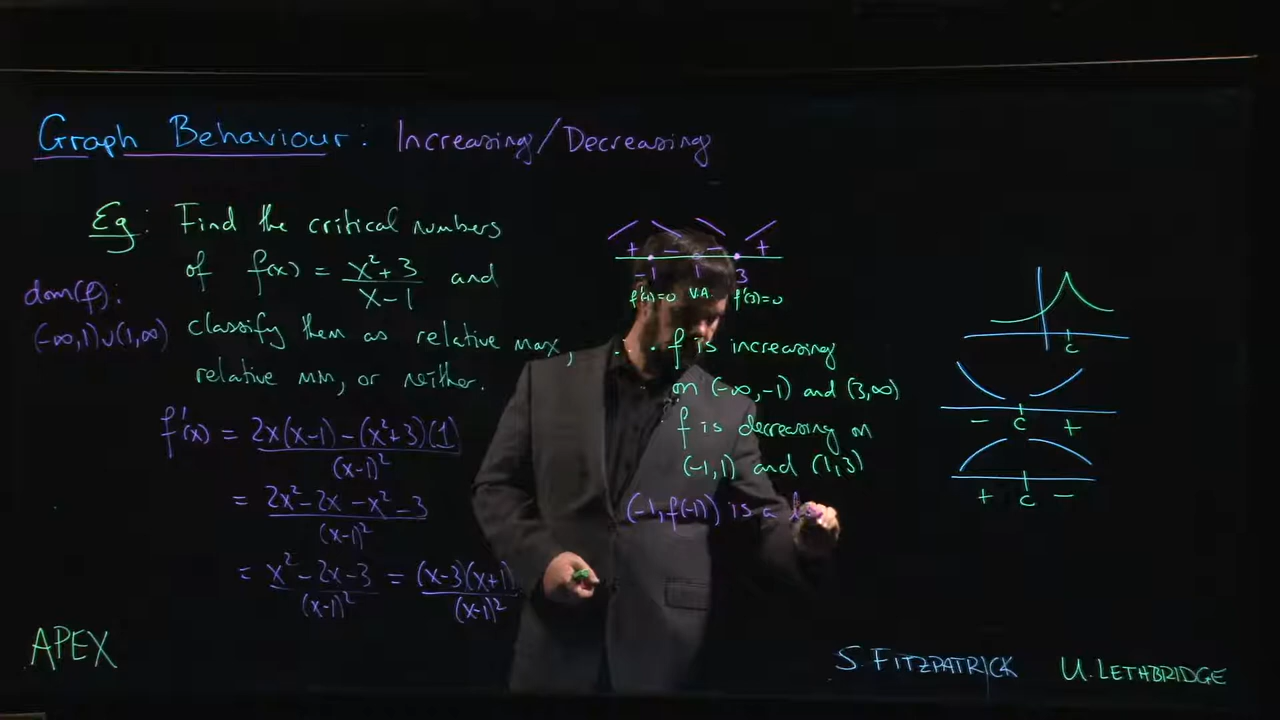 Graph Behaviour: Increasing/Decreasing
Eg: Find the critical numbers
of f(x) = (x²+3)/(x-1) and
classify them as relative max,
relative min, or neither.
dom(f):
(-∞,1)∪(1,∞)
f'(x) = (2x(x-1)-(x²+3)(1))/(x-1)²
= (2x²-2x-x²-3)/(x-1)²
= (x²-2x-3)/(x-1)² = ((x-3)(x+1))/(x-1)²
+ - - +
-1 1 3
f'(-1)=0 V.A. f'(3)=0
∴ f is increasing
on (-∞,-1) and (3,∞)
f is decreasing on
(-1,1) and (1,3)
(-1,f(-1)) is a
c
- c +
+ c -
APEX
S. FITZPATRICK U. LETHBRIDGE